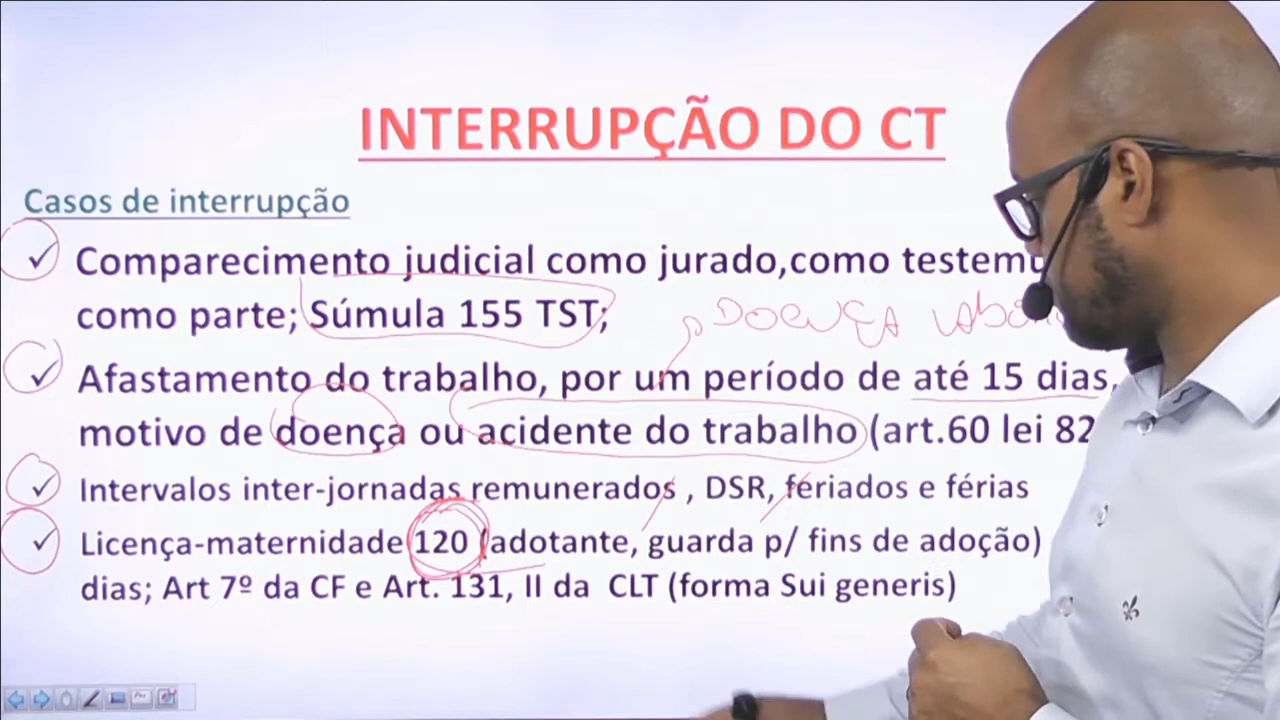 INTERRUPÇÃO DO CT
Casos de interrupção
✓ Comparecimento judicial como jurado,como
como parte; Súmula 155 TST;
DOENÇA
✓ Afastamento do trabalho, por um período de até 15 dias,
motivo de doença ou acidente do trabalho (art.60 lei 82
✓ Intervalos inter-jornadas remunerados , DSR, feriados e férias
✓ Licença-maternidade 120 (adotante, guarda p/ fins de adoção)
dias; Art 7º da CF e Art. 131, II da CLT (forma Sui generis)